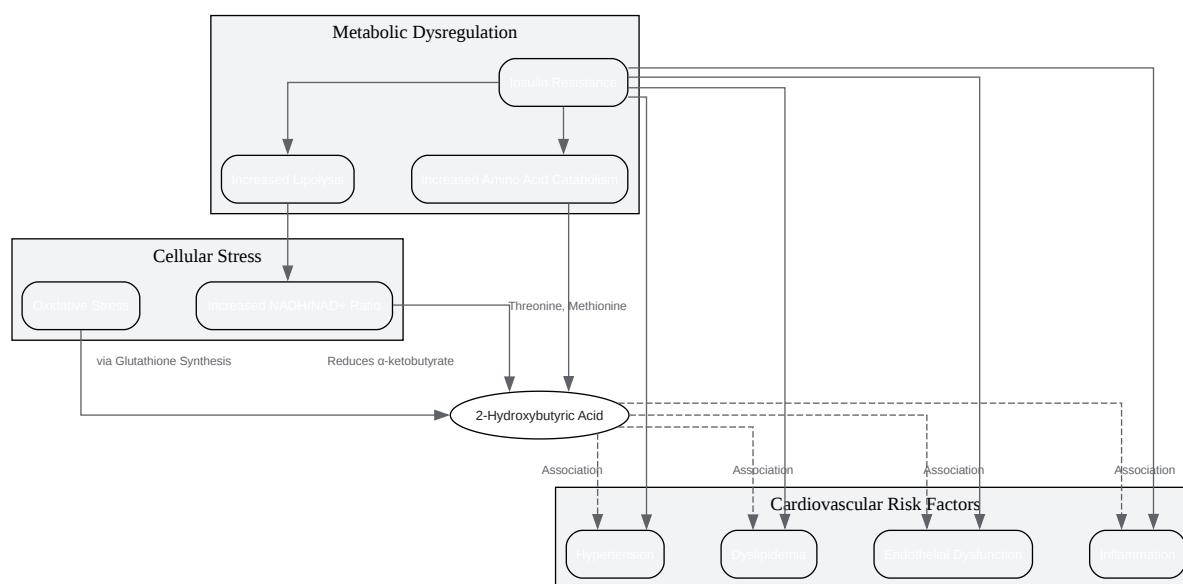 Metabolic Dysregulation
Insulin Resistance
Increased Lipolysis
Increased Amino Acid Catabolism
Cellular Stress
Oxidative Stress
Increased NADH/NAD+ Ratio
Threonine, Methionine
via Glutathione Synthesis
Reduces α-ketobutyrate
2-Hydroxybutyric Acid
Association
Association
Association
Association
Cardiovascular Risk Factors
Hypertension
Dyslipidemia
Endothelial Dysfunction
Inflammation